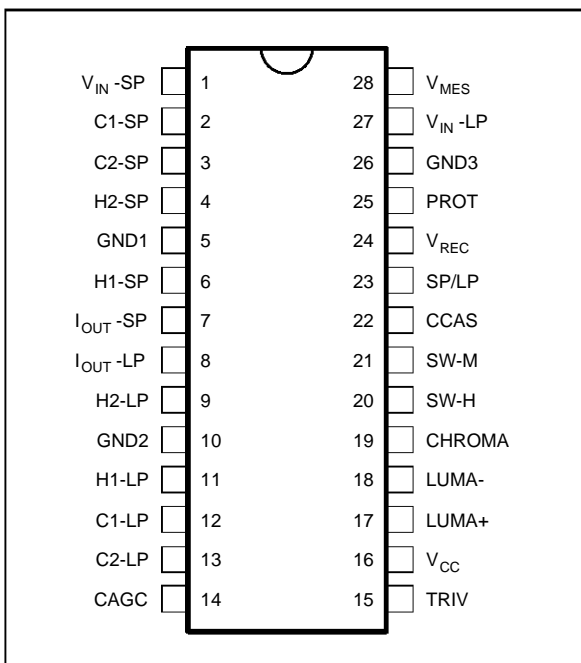 V_IN -SP 1 28 V_MES
C1-SP 2 27 V_IN -LP
C2-SP 3 26 GND3
H2-SP 4 25 PROT
GND1 5 24 V_REC
H1-SP 6 23 SP/LP
I_OUT -SP 7 22 CCAS
I_OUT -LP 8 21 SW-M
H2-LP 9 20 SW-H
GND2 10 19 CHROMA
H1-LP 11 18 LUMA-
C1-LP 12 17 LUMA+
C2-LP 13 16 V_CC
CAGC 14 15 TRIV